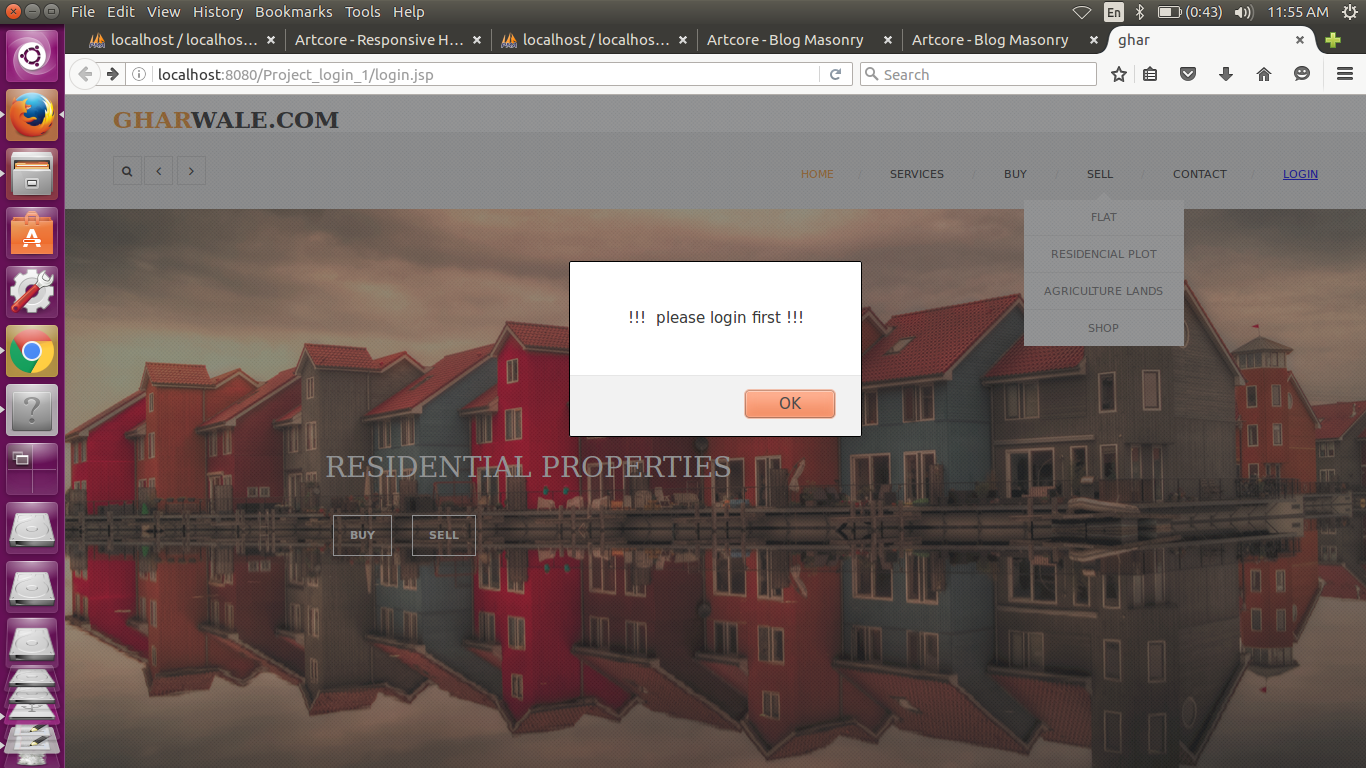 File Edit View History Bookmarks Tools Help
En (0:43) 11:55 AM
localhost / localhos...
Artcore - Responsive H...
localhost / localhos...
Artcore - Blog Masonry
Artcore - Blog Masonry
ghar
localhost:8080/Project_login_1/login.jsp
Search
GHARWALE.COM
HOME / SERVICES / BUY / SELL / CONTACT / LOGIN
FLAT
RESIDENCIAL PLOT
AGRICULTURE LANDS
SHOP
!!! please login first !!!
OK
RESIDENTIAL PROPERTIES
BUY SELL